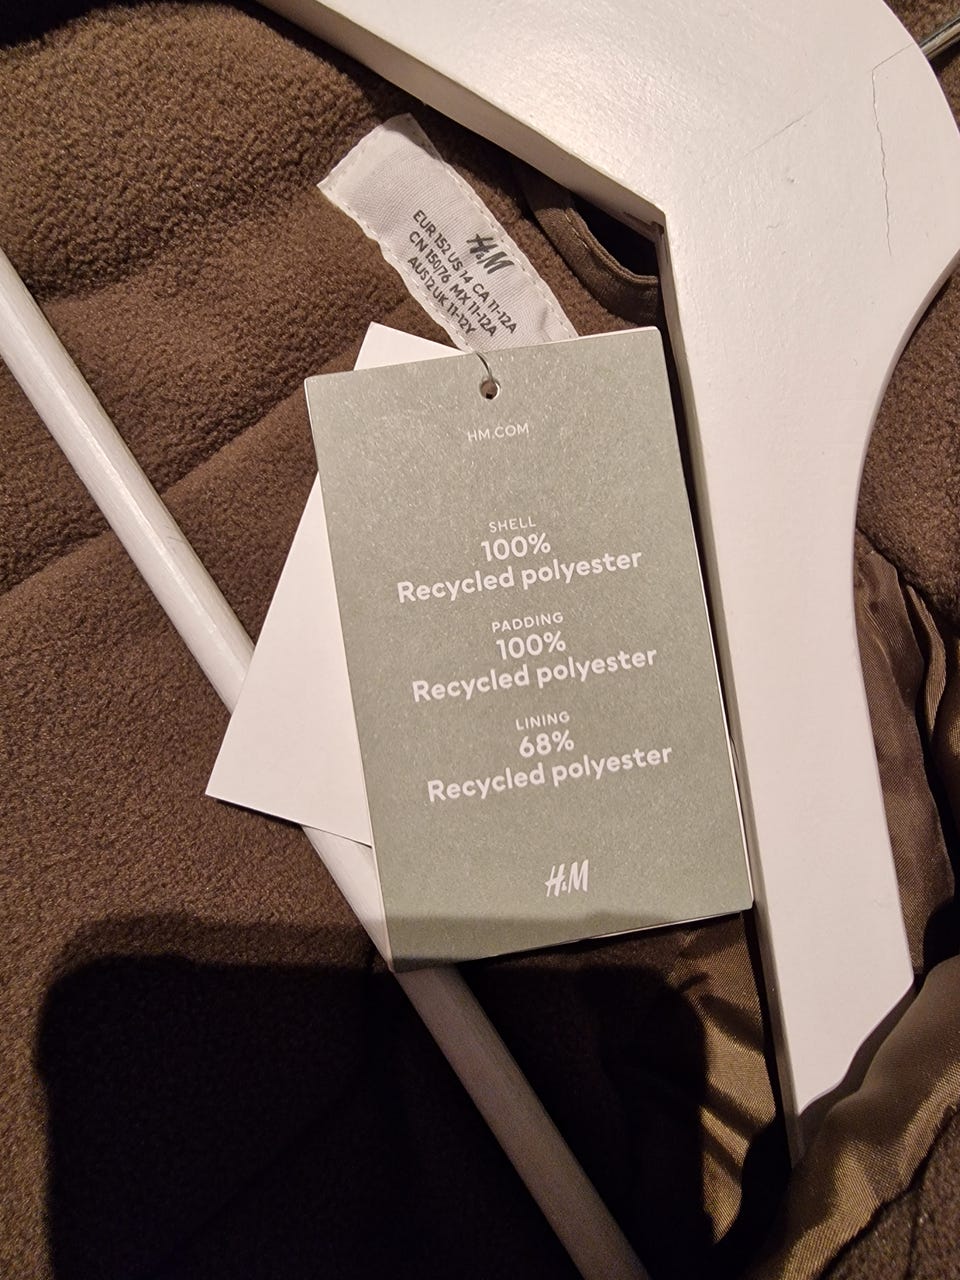 H&M
EUR 152 US 14 CA 11-12A
CN 150/76 MX 11-12A
AUS 12 UK 11-12Y
HM.COM
SHELL
100%
Recycled polyester
PADDING
100%
Recycled polyester
LINING
68%
Recycled polyester
H&M